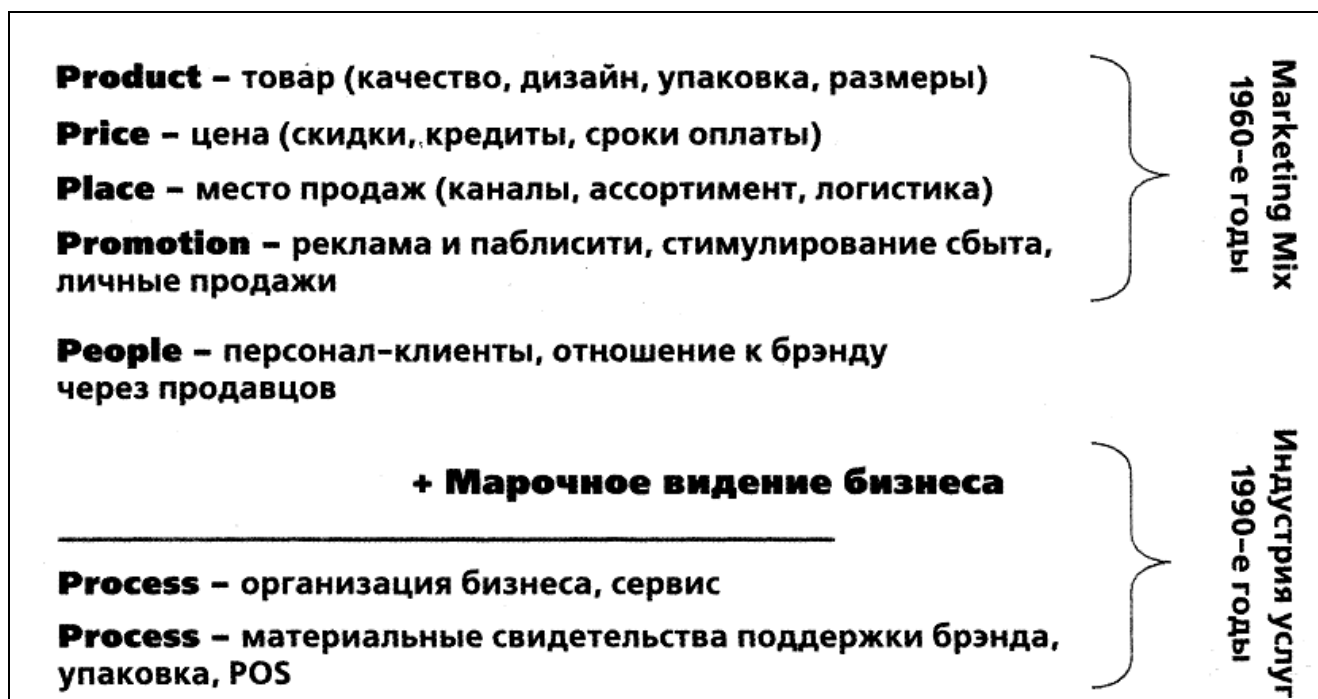 Product – товар (качество, дизайн, упаковка, размеры)
Price – цена (скидки, кредиты, сроки оплаты)
Place – место продаж (каналы, ассортимент, логистика)
Promotion – реклама и паблисити, стимулирование сбыта,
личные продажи
Marketing Mix
1960-е годы
People – персонал-клиенты, отношение к брэнду
через продавцов
+ Марочное видение бизнеса
Process – организация бизнеса, сервис
Process – материальные свидетельства поддержки брэнда,
упаковка, POS
Индустрия услуг
1990-е годы